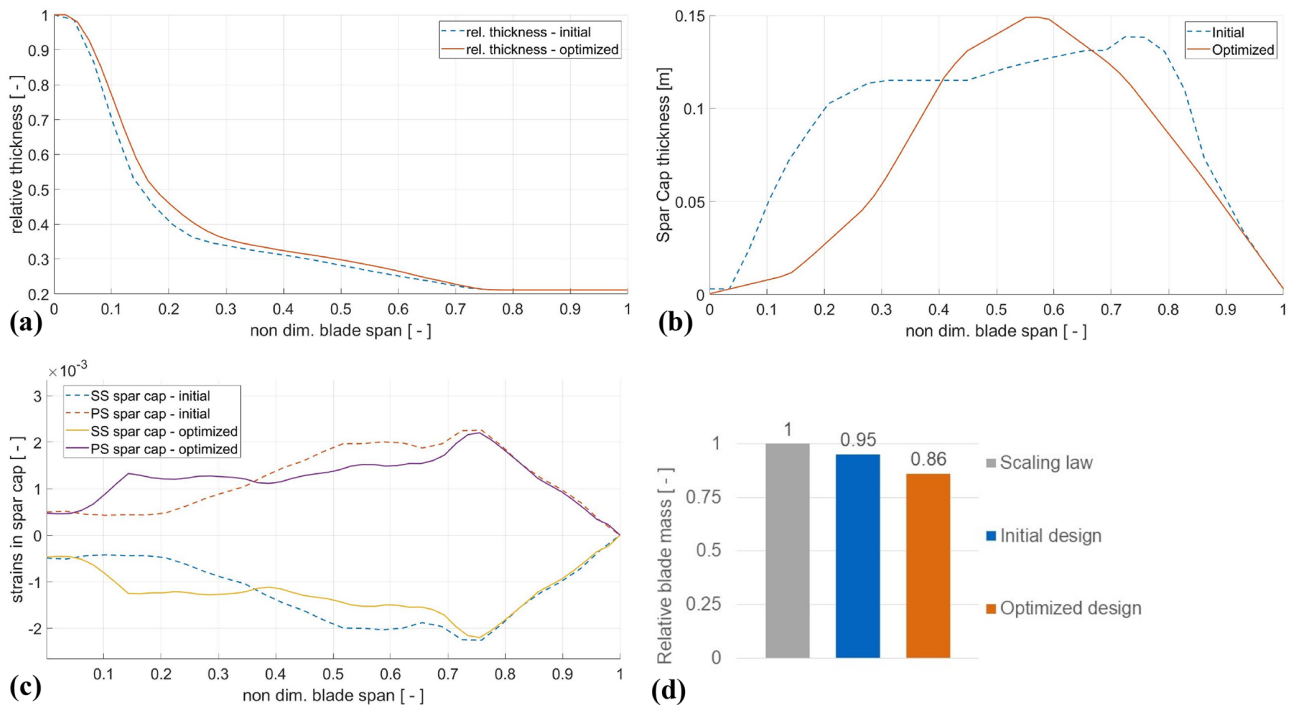 rel. thickness - initial
rel. thickness - optimized
relative thickness [ - ]
1
0.9
0.8
0.7
0.6
0.5
0.4
0.3
0.2
0 0.1 0.2 0.3 0.4 0.5 0.6 0.7 0.8 0.9 1
non dim. blade span [ - ]
(a)
Initial
Optimized
Spar Cap thickness [m]
0.15
0.1
0.05
0
0 0.1 0.2 0.3 0.4 0.5 0.6 0.7 0.8 0.9 1
non dim. blade span [ - ]
(b)
×10-3
SS spar cap - initial
PS spar cap - initial
SS spar cap - optimized
PS spar cap - optimized
strains in spar cap [ - ]
3
2
1
0
-1
-2
0.1 0.2 0.3 0.4 0.5 0.6 0.7 0.8 0.9 1
non dim. blade span [ - ]
(c)
Relative blade mass [ - ]
1
0.75
0.5
0.25
0
1
0.95
0.86
Scaling law
Initial design
Optimized design
(d)